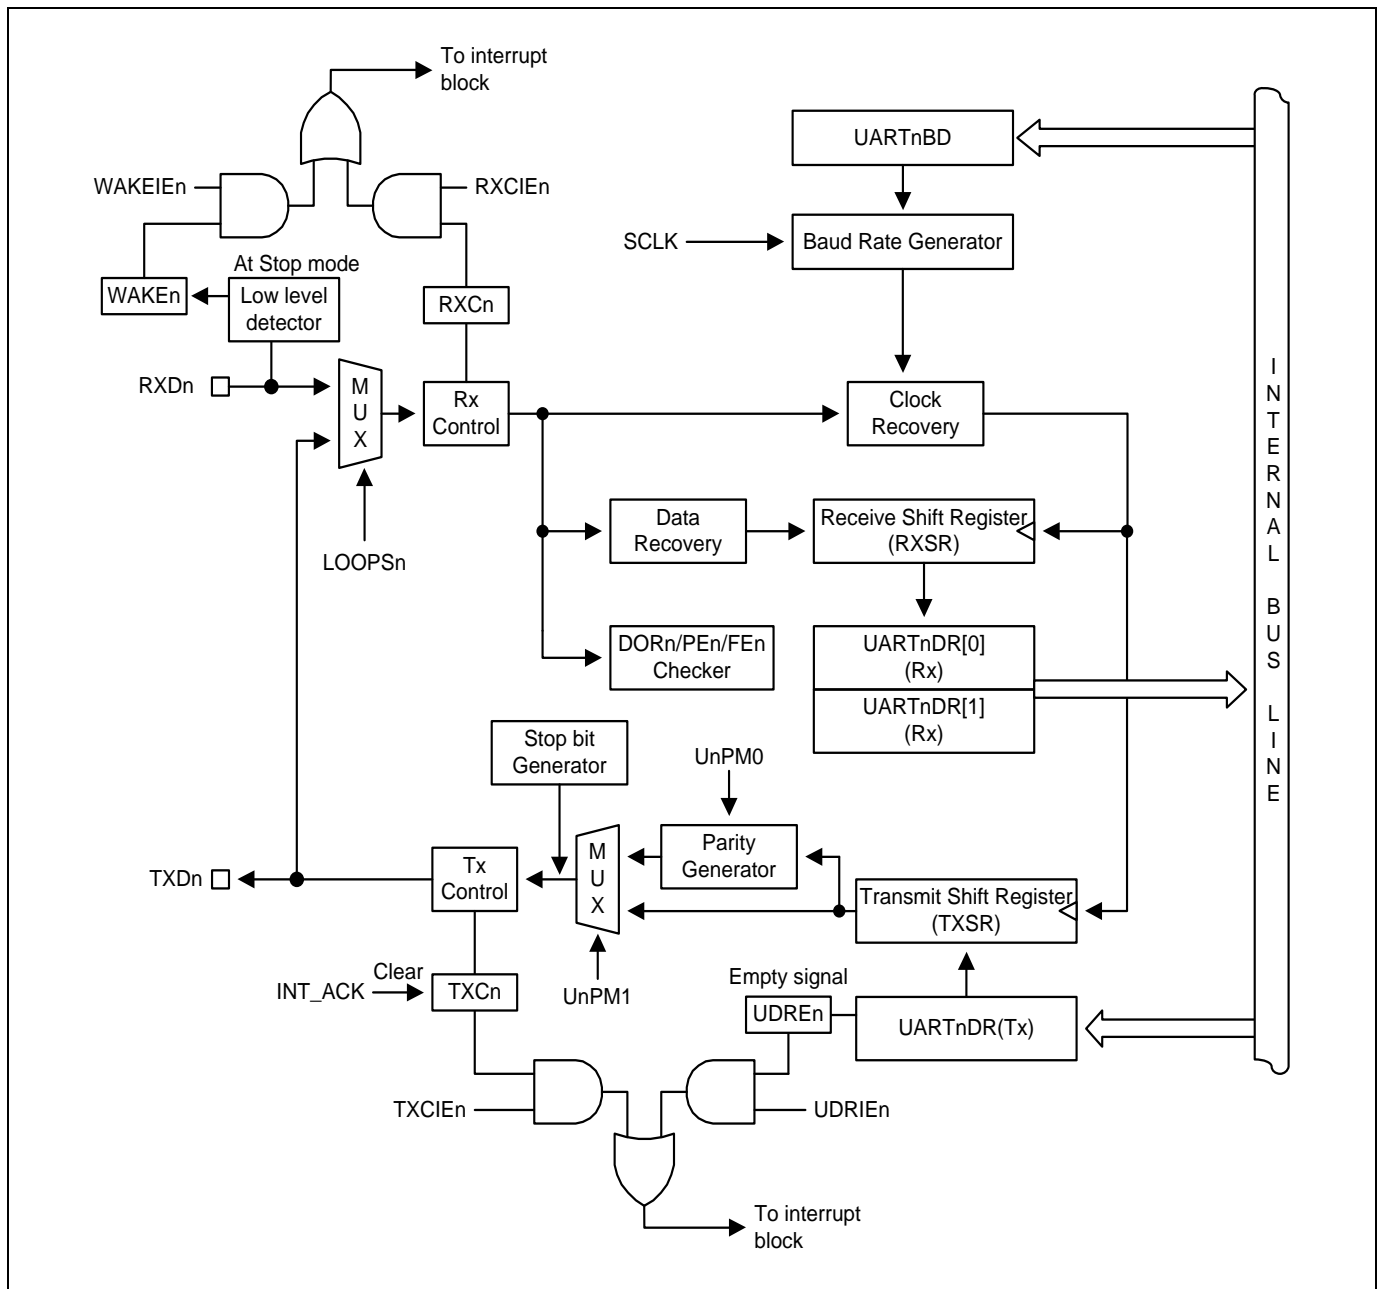 To interrupt
block
UARTnBD
WAKEIEn
RXCIEn
SCLK
Baud Rate Generator
At Stop mode
WAKEn
Low level
detector
RXCn
RXDn
M
U
X
Rx
Control
Clock
Recovery
LOOPSn
Data
Recovery
Receive Shift Register
(RXSR)
DORn/PEn/FEn
Checker
UARTnDR[0]
(Rx)
UARTnDR[1]
(Rx)
INTERNAL BUS LINE
Stop bit
Generator
UnPM0
M
U
X
Parity
Generator
TXDn
Tx
Control
Transmit Shift Register
(TXSR)
Clear
INT_ACK
TXCn
UnPM1
Empty signal
UDREn
UARTnDR(Tx)
TXCIEn
UDRIEn
To interrupt
block